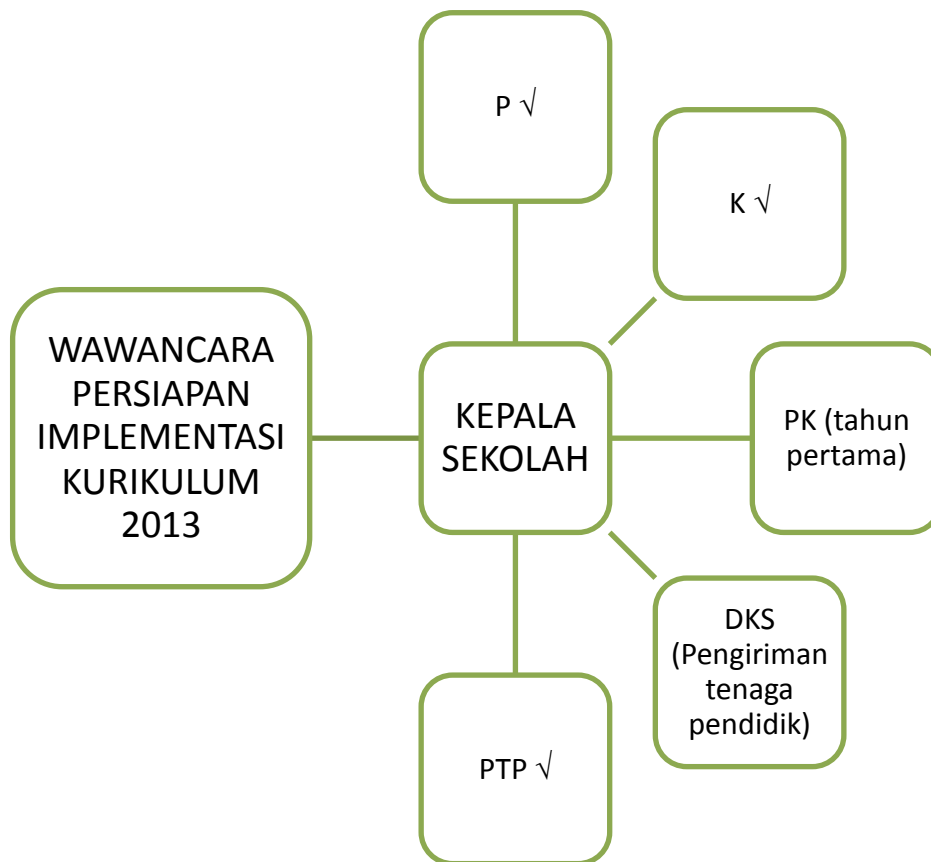 P √
K √
WAWANCARA
PERSIAPAN
IMPLEMENTASI
KURIKULUM
2013
KEPALA
SEKOLAH
PK (tahun
pertama)
DKS
(Pengiriman
tenaga
pendidik)
PTP √